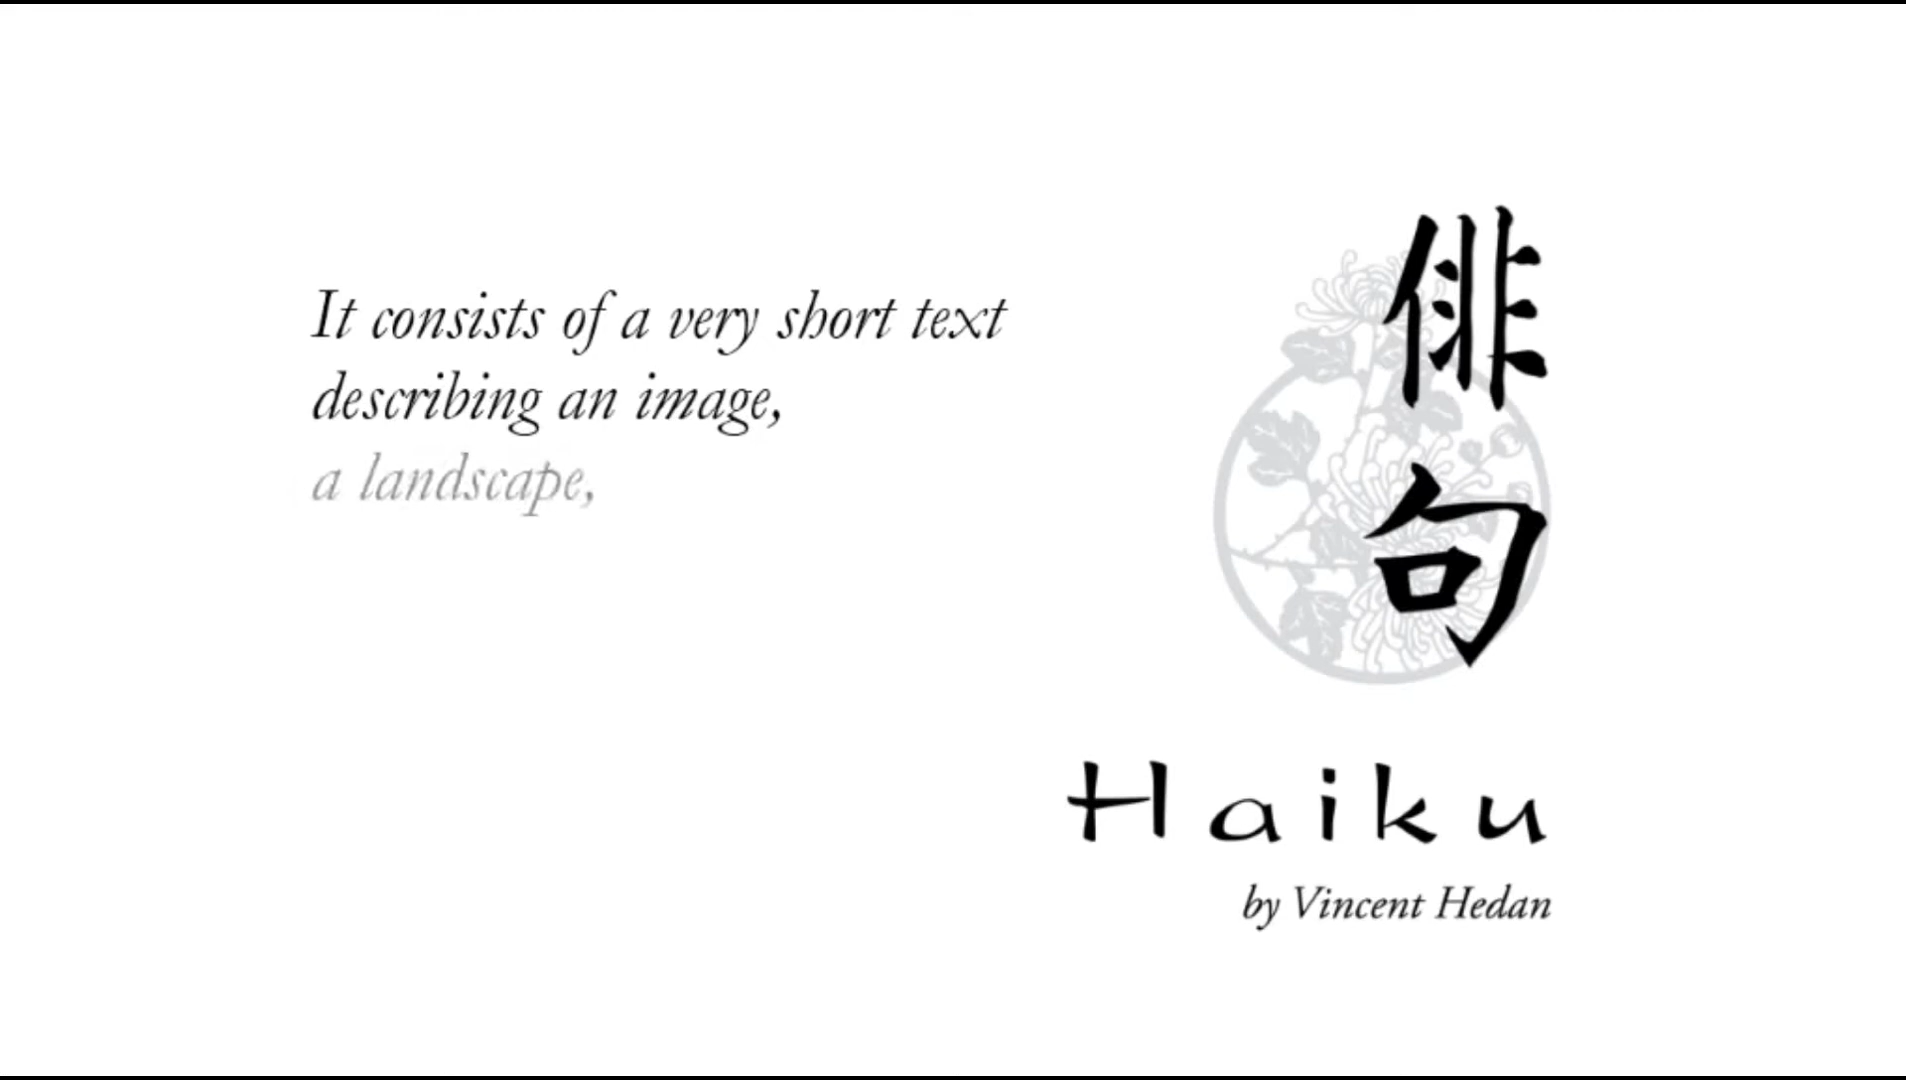 It consists of a very short text
describing an image,
a landscape,
俳句
Haiku
by Vincent Hedan